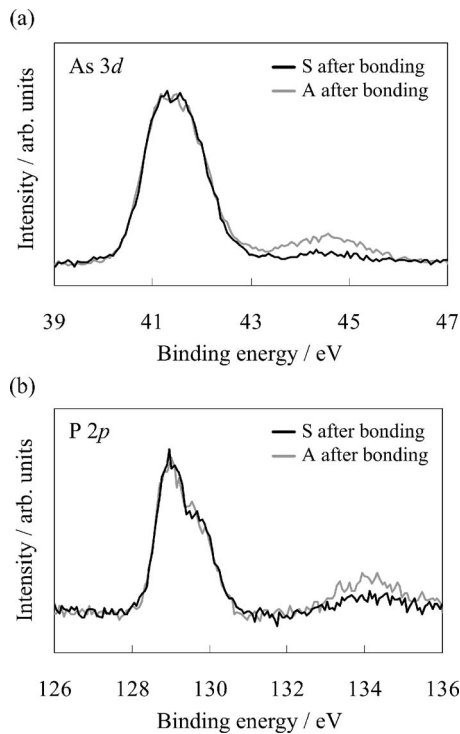 (a)
As 3d
S after bonding
A after bonding
Intensity / arb. units
39 41 43 45 47
Binding energy / eV
(b)
P 2p
S after bonding
A after bonding
Intensity / arb. units
126 128 130 132 134 136
Binding energy / eV